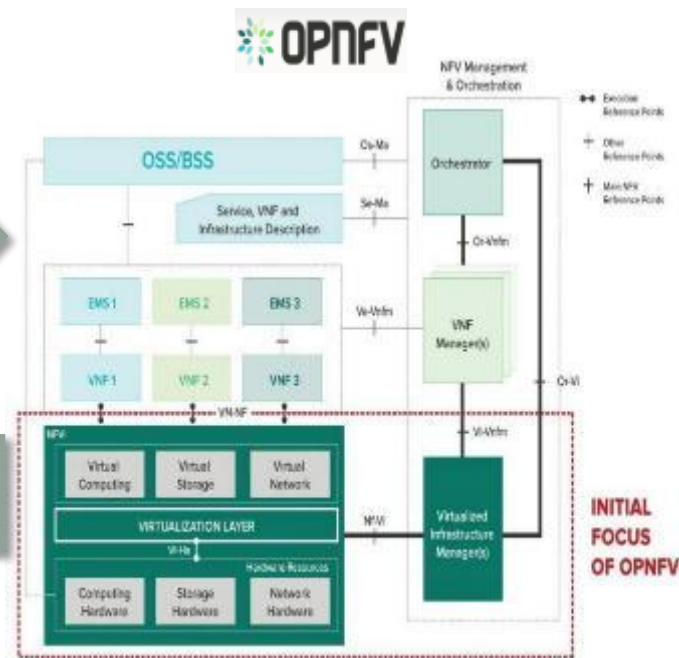 OPNFV
NFV Management
& Orchestration
Execution
Reference Points
Other
Reference Points
Main NFV
Reference Points
OSS/BSS
Os-Ma
Orchestrator
Service, VNF and
Infrastructure Description
Se-Ma
Or-Vnfm
EMS 1
EMS 2
EMS 3
Ve-Vnfm
VNF
Manager(s)
VNF 1
VNF 2
VNF 3
Or-Vi
VN-NF
Vi-Vnfm
NFVI
Virtual
Computing
Virtual
Storage
Virtual
Network
VIRTUALIZATION LAYER
Nf-Vi
Virtualized
Infrastructure
Manager(s)
INITIAL
FOCUS
OF OPNFV
Vi-Ha
Hardware Resources
Computing
Hardware
Storage
Hardware
Network
Hardware